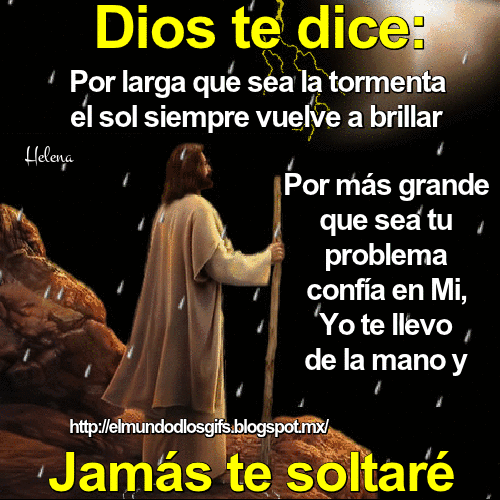 Dios te dice:
Por larga que sea la tormenta
el sol siempre vuelve a brillar
Helena
Por más grande
que sea tu
problema
confía en Mi,
Yo te llevo
de la mano y
http://elmundodlosgifs.blogspot.mx/
Jamás te soltaré